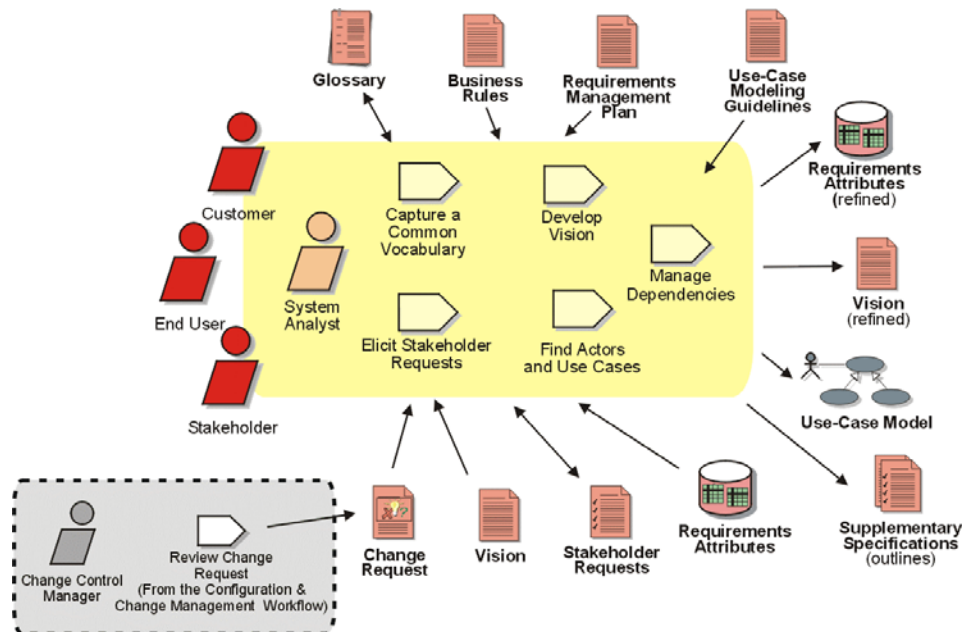 Glossary
Business
Rules
Requirements
Management
Plan
Use-Case
Modeling
Guidelines
Requirements
Attributes
(refined)
Customer
Capture a
Common
Vocabulary
Develop
Vision
End User
System
Analyst
Manage
Dependencies
Vision
(refined)
Elicit Stakeholder
Requests
Find Actors
and Use Cases
Stakeholder
Use-Case Model
Change Control
Manager
Review Change
Request
(From the Configuration &
Change Management Workflow)
Change
Request
Vision
Stakeholder
Requests
Requirements
Attributes
Supplementary
Specifications
(outlines)